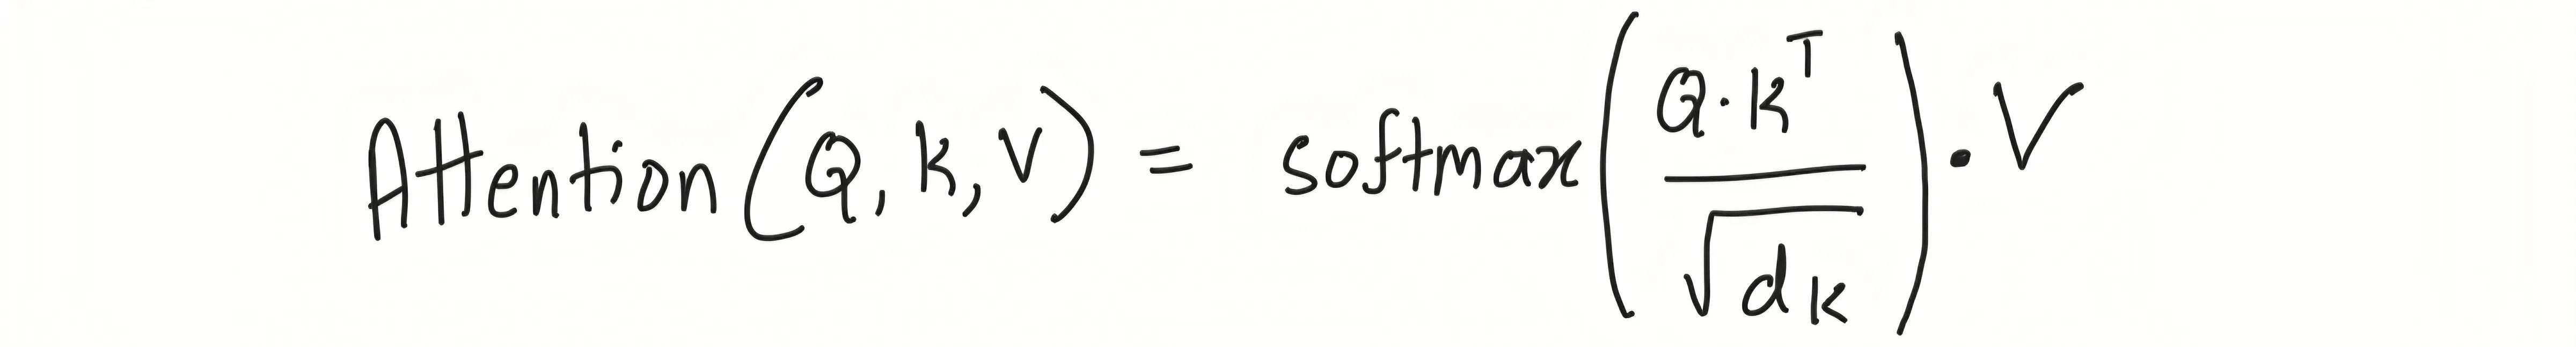 Attention(Q, K, V) = softmax(Q·K^T / √d_k) · V